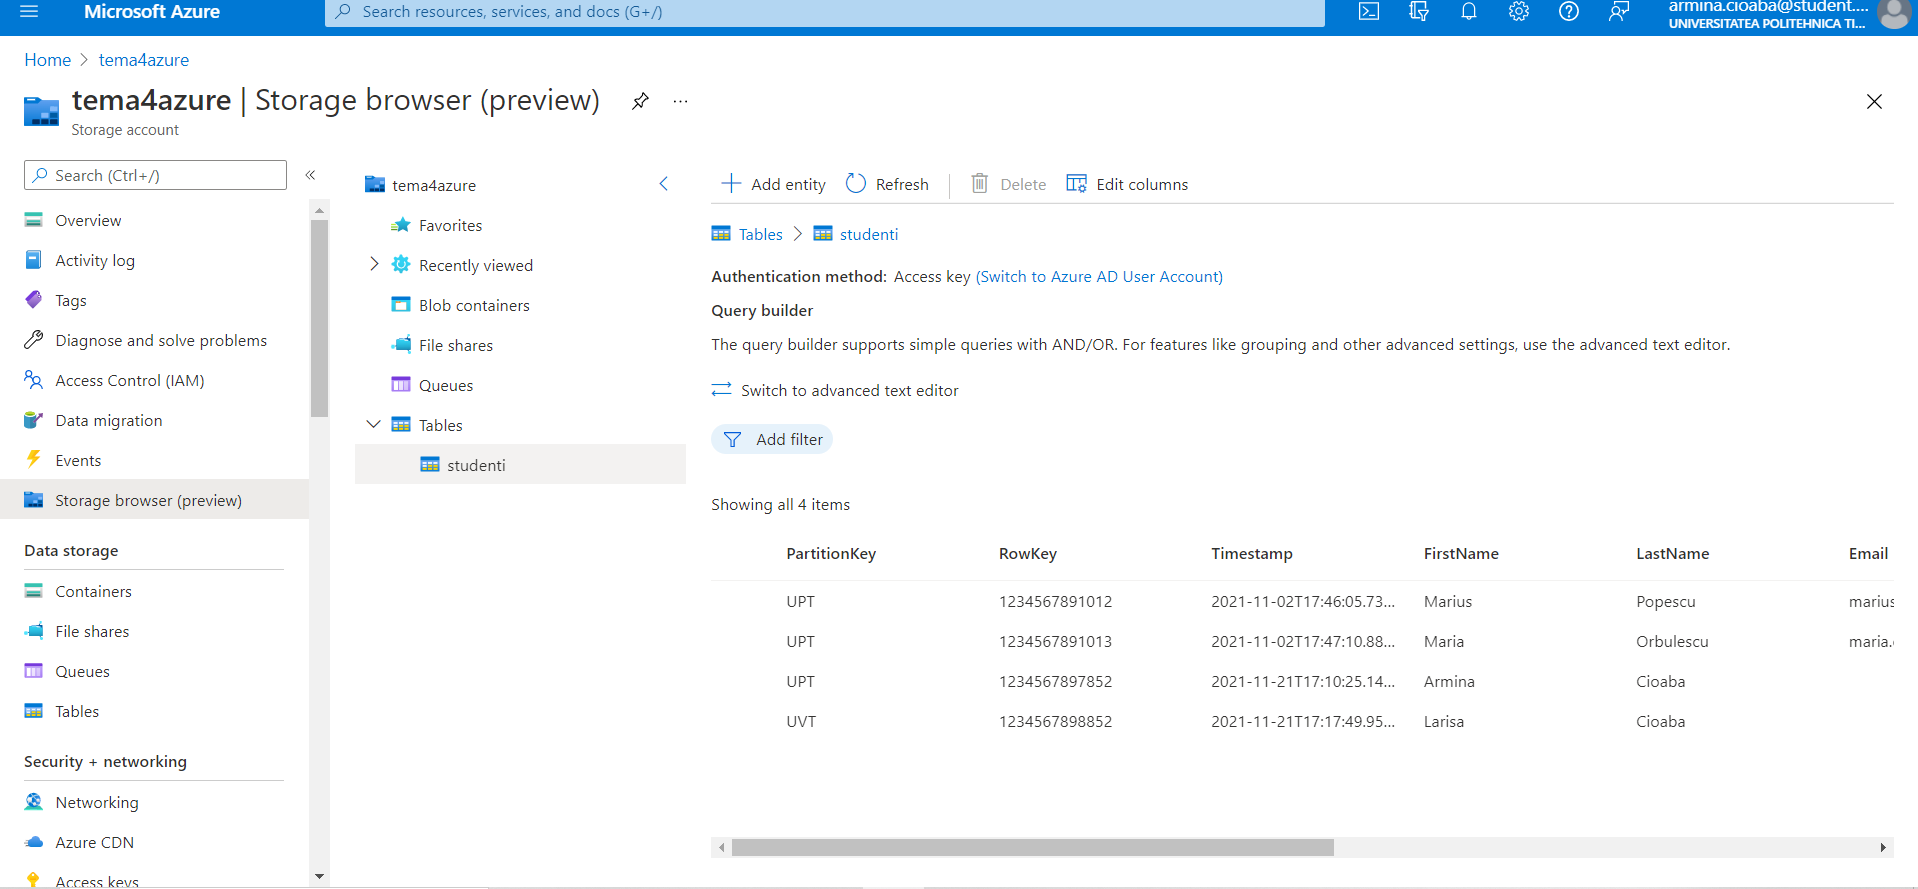 Microsoft Azure
Search resources, services, and docs (G+/)
armina.cioaba@student....
UNIVERSITATEA POLITEHNICA TI...
Home > tema4azure
tema4azure | Storage browser (preview) ...
Storage account
Search (Ctrl+/)
Overview
Activity log
Tags
Diagnose and solve problems
Access Control (IAM)
Data migration
Events
Storage browser (preview)
Data storage
Containers
File shares
Queues
Tables
Security + networking
Networking
Azure CDN
Access keys
tema4azure
Favorites
Recently viewed
Blob containers
File shares
Queues
Tables
studenti
Add entity Refresh Delete Edit columns
Tables > studenti
Authentication method: Access key (Switch to Azure AD User Account)
Query builder
The query builder supports simple queries with AND/OR. For features like grouping and other advanced settings, use the advanced text editor.
Switch to advanced text editor
Add filter
Showing all 4 items
PartitionKey RowKey Timestamp FirstName LastName Email
UPT 1234567891012 2021-11-02T17:46:05.73... Marius Popescu marius
UPT 1234567891013 2021-11-02T17:47:10.88... Maria Orbulescu maria.
UPT 1234567897852 2021-11-21T17:10:25.14... Armina Cioaba
UVT 1234567898852 2021-11-21T17:17:49.95... Larisa Cioaba